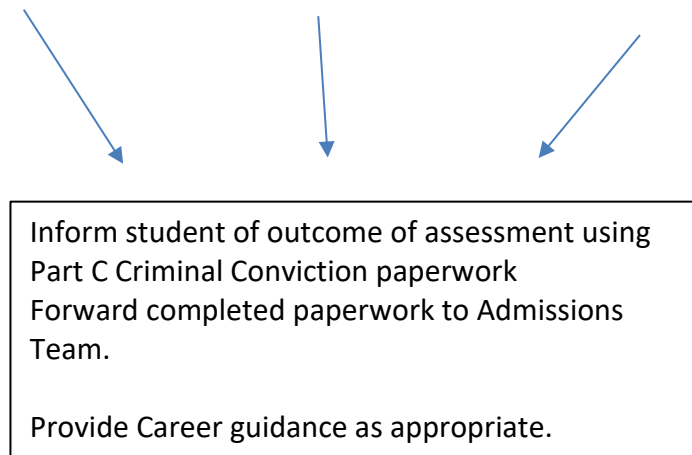 Inform student of outcome of assessment using
Part C Criminal Conviction paperwork
Forward completed paperwork to Admissions
Team.
Provide Career guidance as appropriate.